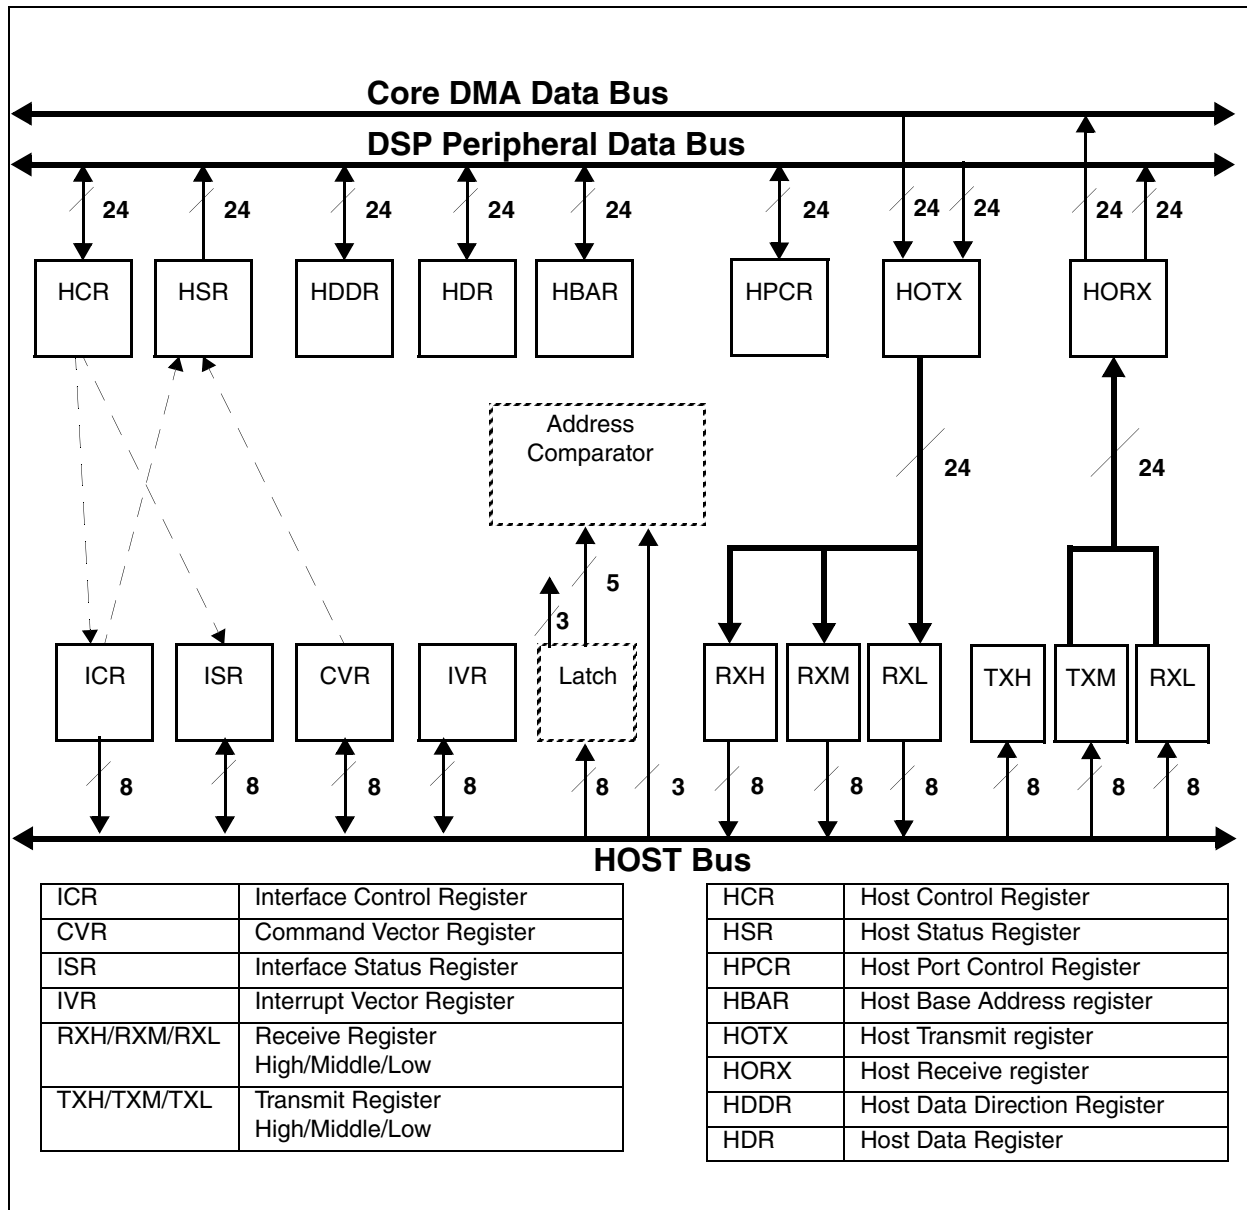 Core DMA Data Bus
DSP Peripheral Data Bus
24 24 24 24 24 24 24 24 24 24
HCR HSR HDDR HDR HBAR HPCR HOTX HORX
Address
Comparator
24 24
5
3
ICR ISR CVR IVR Latch RXH RXM RXL TXH TXM RXL
8 8 8 8 8 3 8 8 8 8 8 8
HOST Bus
ICR Interface Control Register
CVR Command Vector Register
ISR Interface Status Register
IVR Interrupt Vector Register
RXH/RXM/RXL Receive Register
High/Middle/Low
TXH/TXM/TXL Transmit Register
High/Middle/Low
HCR Host Control Register
HSR Host Status Register
HPCR Host Port Control Register
HBAR Host Base Address register
HOTX Host Transmit register
HORX Host Receive register
HDDR Host Data Direction Register
HDR Host Data Register